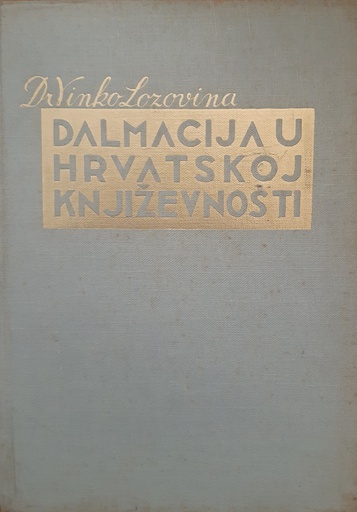 Dr Vinko Lozovina
DALMACIJA U
HRVATSKOJ
KNJIŽEVNOSTI